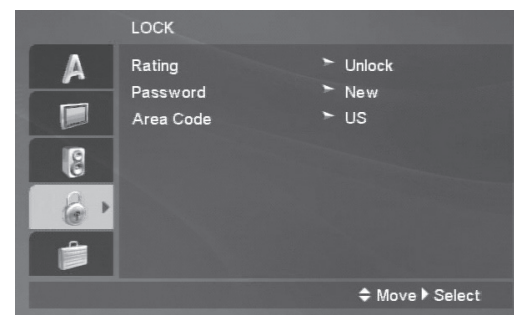 LOCK
A
Rating Unlock
Password New
Area Code US
Move Select